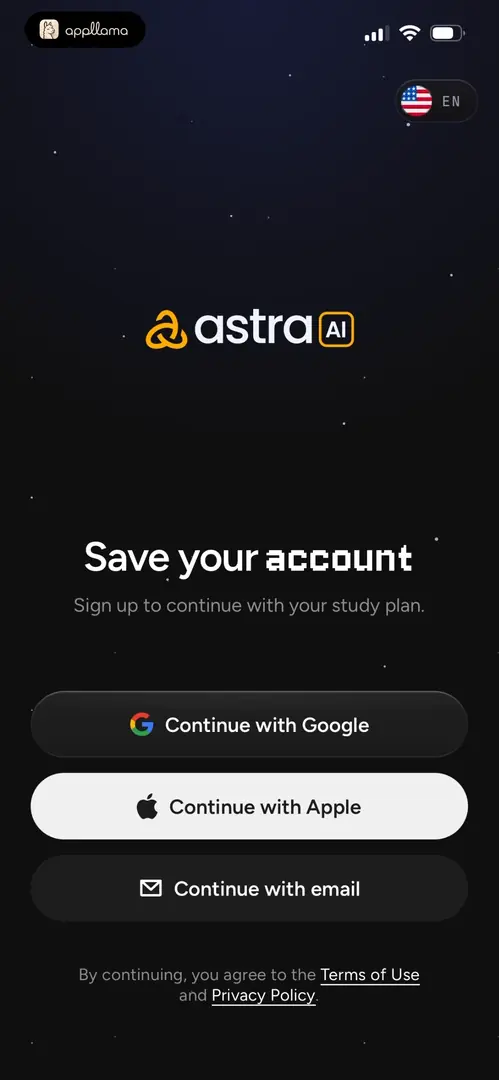 appllama
EN
astra AI
Save your account
Sign up to continue with your study plan.
Continue with Google
Continue with Apple
Continue with email
By continuing, you agree to the Terms of Use
and Privacy Policy.